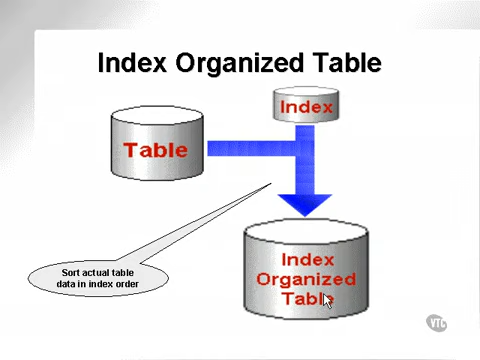 Index Organized Table
Index
Table
Sort actual table
data in index order
Index
Organized
Table
VTC